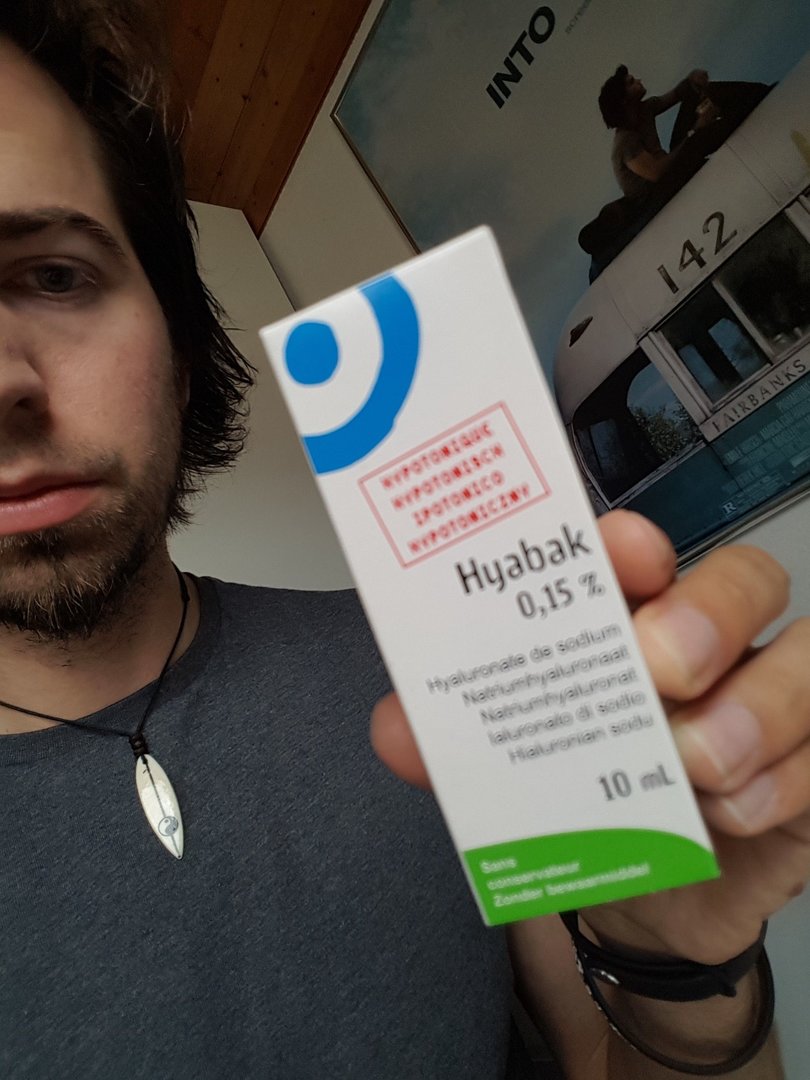 INTO
142
FAIRBANKS
R
HYPOTONIQUE
HYPOTONISCH
IPOTONICO
HYPOTONICZNY
Hyabak
0,15 %
Hyaluronate de sodium
Natriumhyaluronaat
Natriumhyaluronat
Ialuronato di sodio
Hialuronian sodu
10 mL
Sans
conservateur
Zonder bewaarmiddel